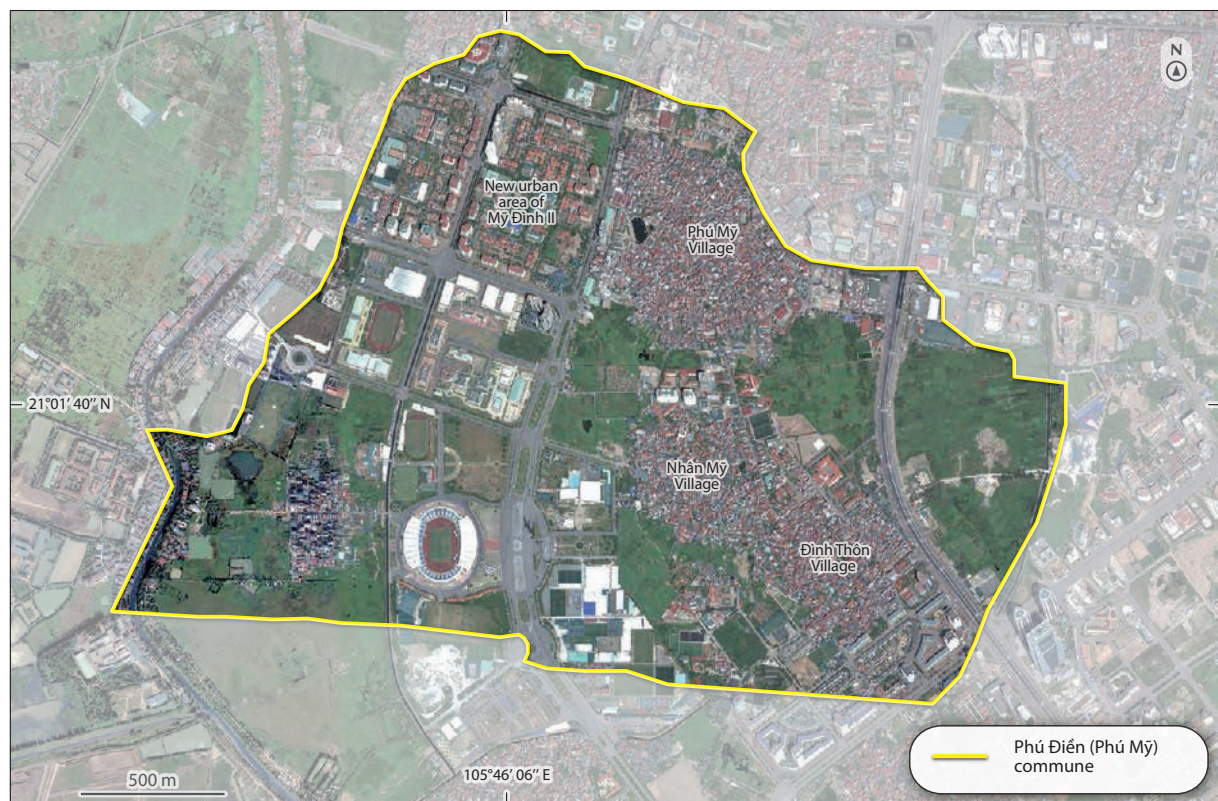 N
New urban
area of
Mỹ Đình II
Phú Mỹ
Village
21°01’ 40’’ N
Nhân Mỹ
Village
Đình Thôn
Village
Phú Điền (Phú Mỹ)
commune
500 m
105°46’ 06’’ E